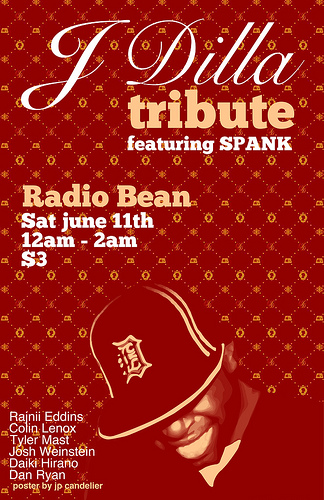 J Dilla
tribute
featuring SPANK
Radio Bean
Sat june 11th
12am - 2am
$3
Rajnii Eddins
Colin Lenox
Tyler Mast
Josh Weinstein
Daiki Hirano
Dan Ryan
poster by jp candelier